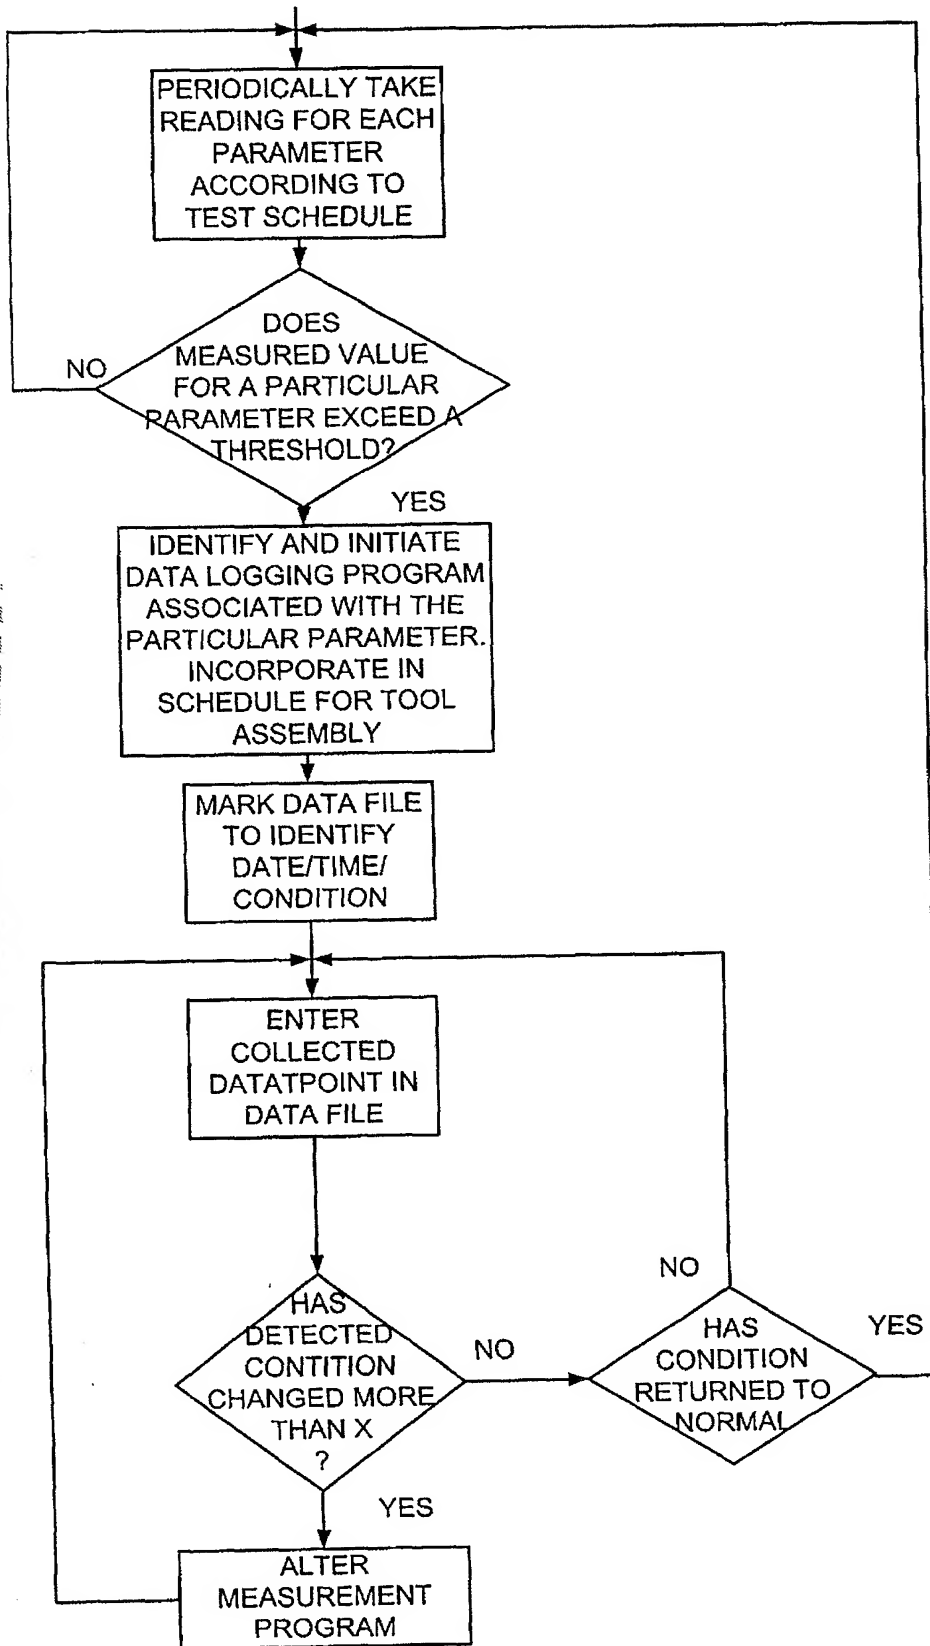 PERIODICALLY TAKE
READING FOR EACH
PARAMETER
ACCORDING TO
TEST SCHEDULE
DOES
MEASURED VALUE
FOR A PARTICULAR
PARAMETER EXCEED A
THRESHOLD?
NO
YES
IDENTIFY AND INITIATE
DATA LOGGING PROGRAM
ASSOCIATED WITH THE
PARTICULAR PARAMETER.
INCORPORATE IN
SCHEDULE FOR TOOL
ASSEMBLY
MARK DATA FILE
TO IDENTIFY
DATE/TIME/
CONDITION
ENTER
COLLECTED
DATATPOINT IN
DATA FILE
HAS
DETECTED
CONTITION
CHANGED MORE
THAN X
?
NO
HAS
CONDITION
RETURNED TO
NORMAL
NO
YES
YES
ALTER
MEASUREMENT
PROGRAM